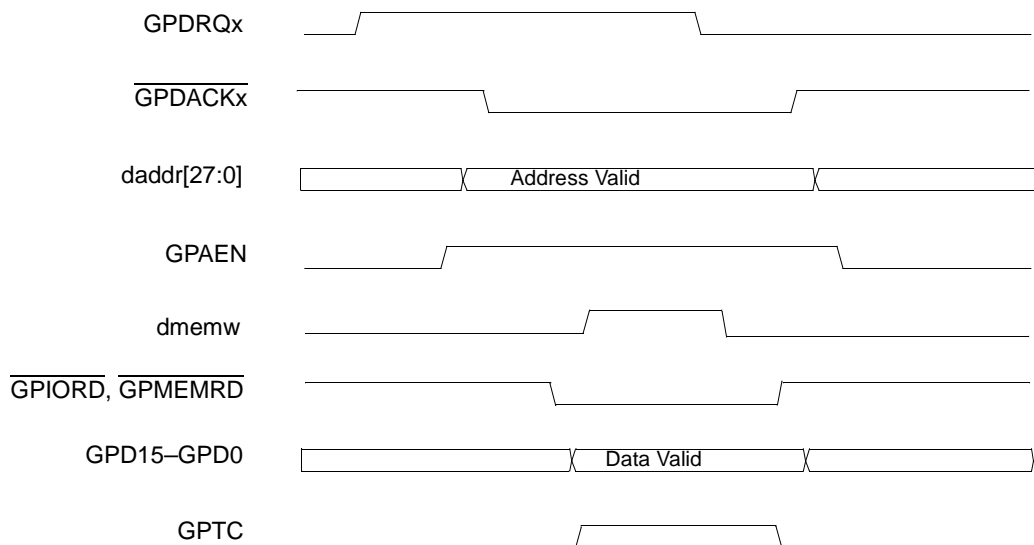 GPDRQx
GPDACKx
daddr[27:0]
Address Valid
GPAEN
dmemw
GPIORD, GPMEMRD
GPD15–GPD0
Data Valid
GPTC